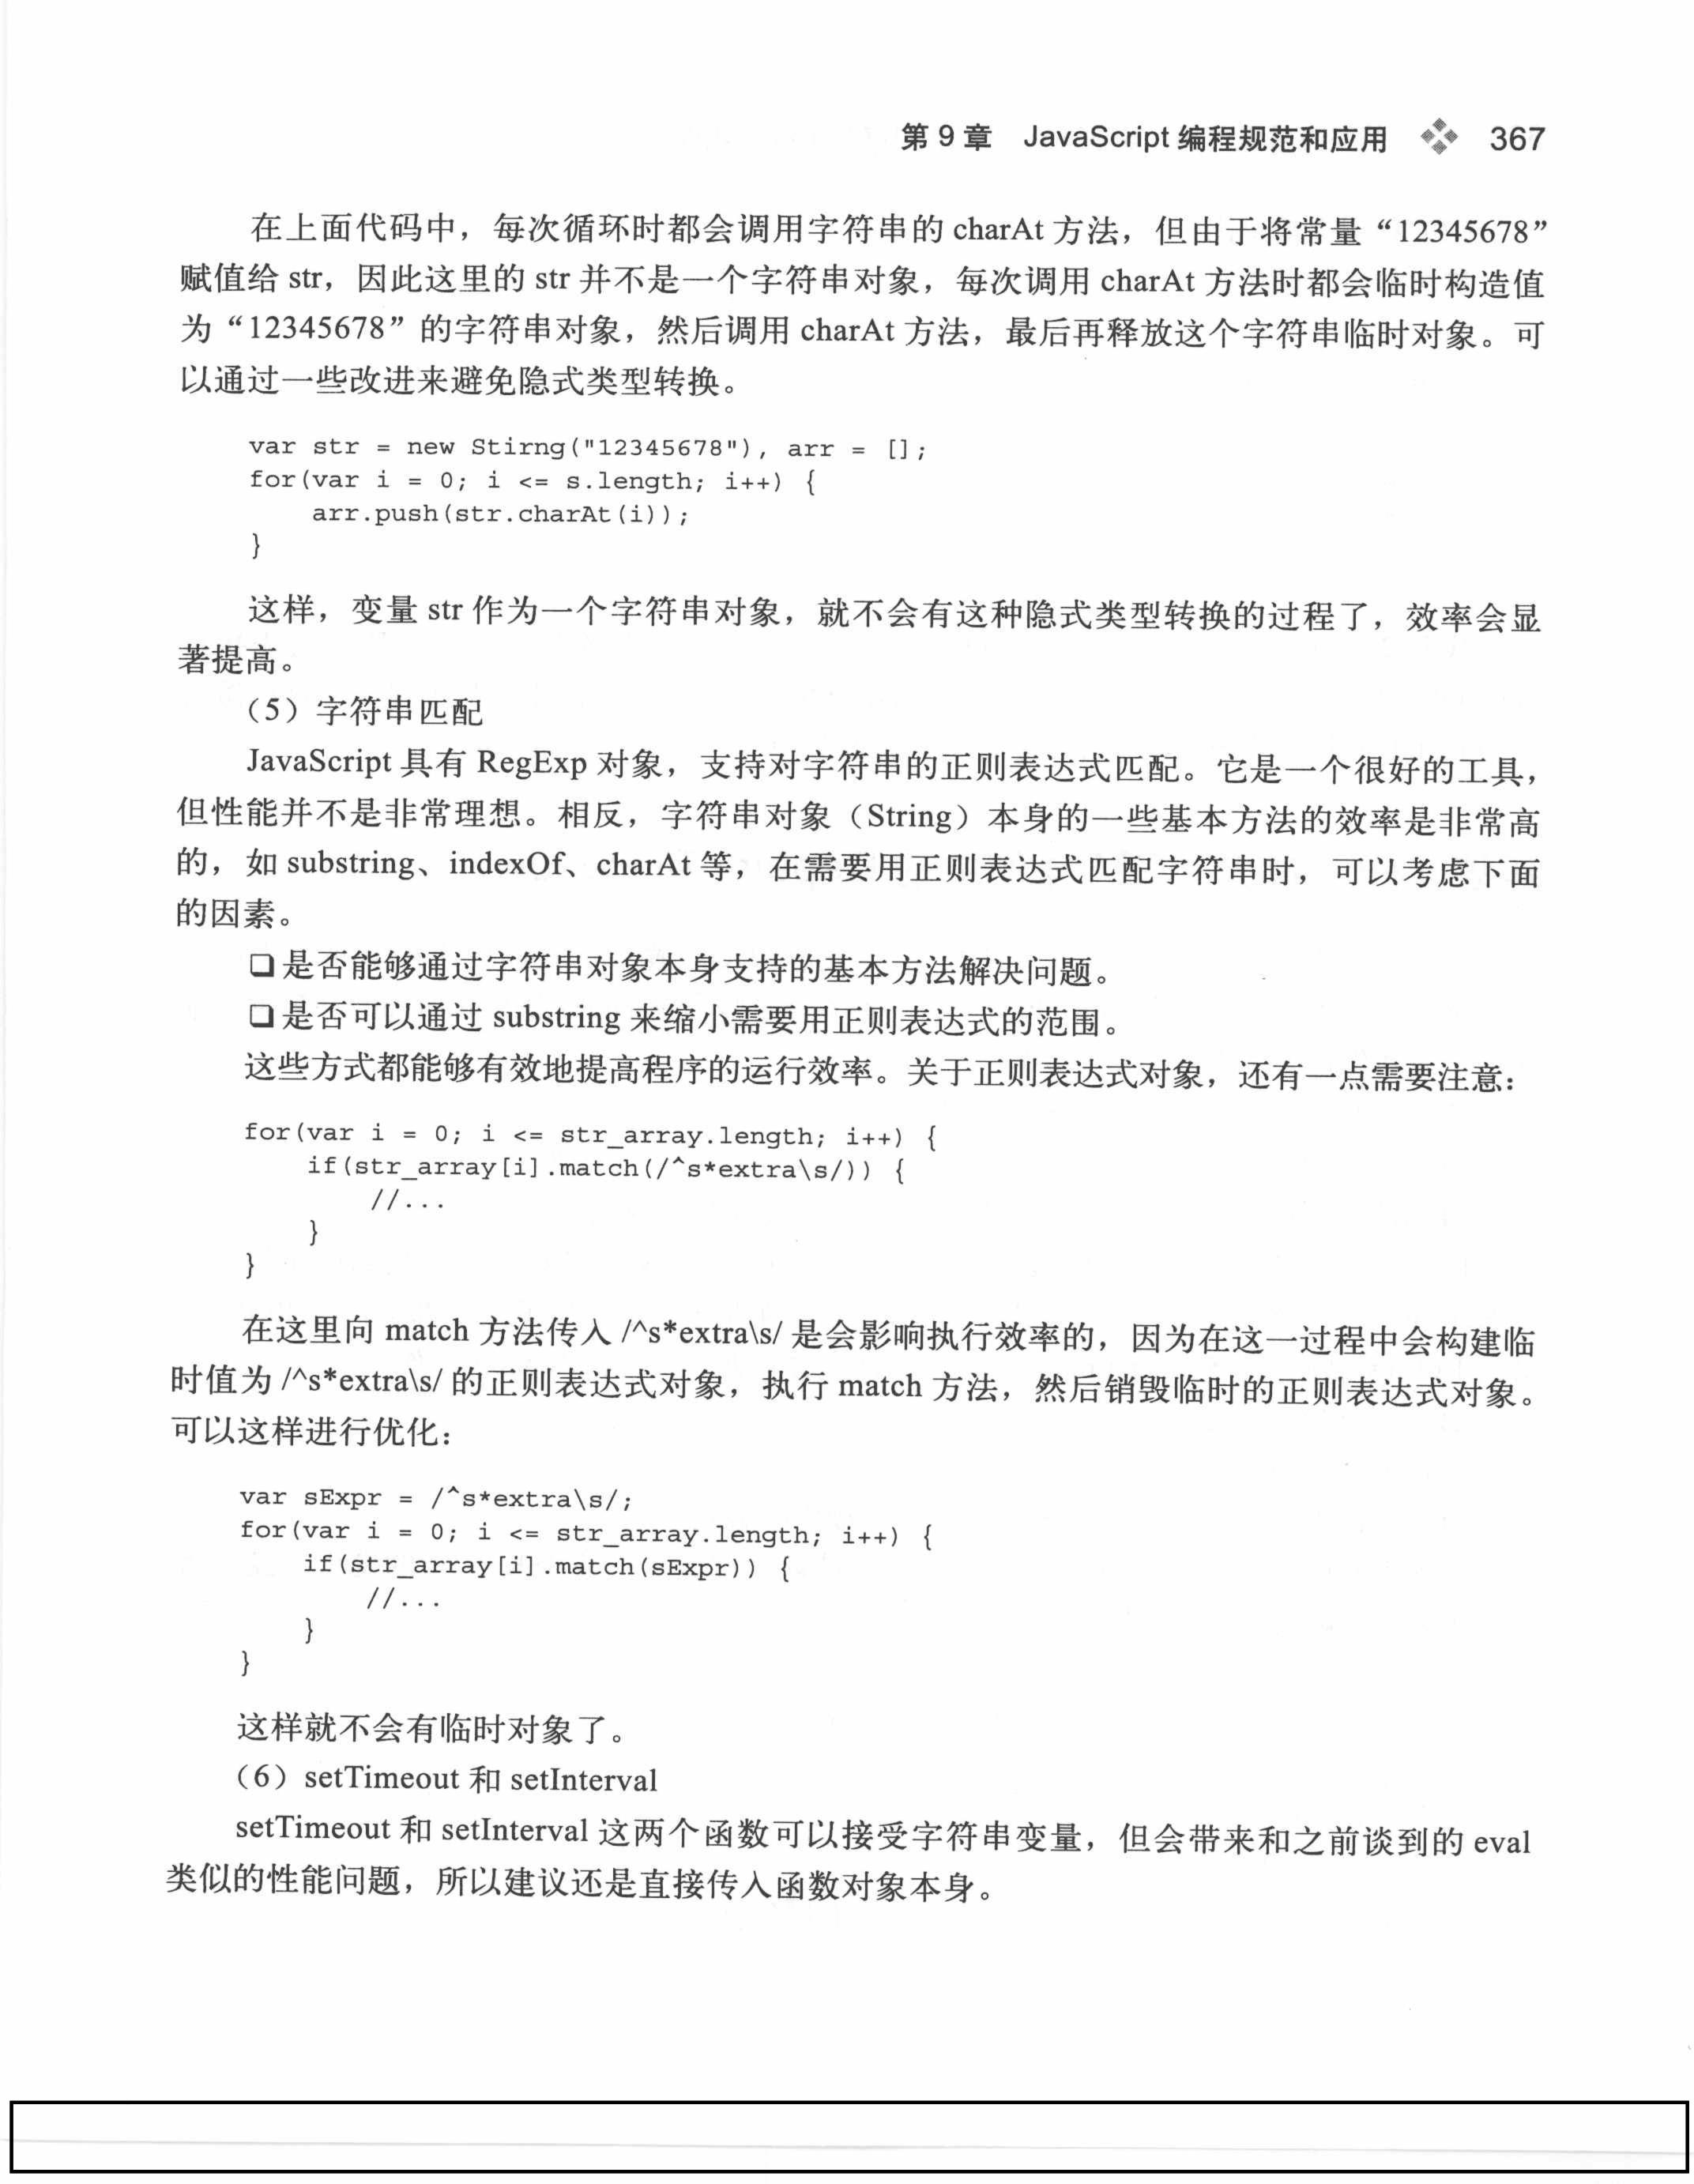 第 9 章 JavaScript 编程规范和应用 367
在上面代码中，每次循环时都会调用字符串的 charAt 方法，但由于将常量“12345678”
赋值给 str，因此这里的 str 并不是一个字符串对象，每次调用 charAt 方法时都会临时构造值
为“12345678”的字符串对象，然后调用 charAt 方法，最后再释放这个字符串临时对象。可
以通过一些改进来避免隐式类型转换。
var str = new Stirng("12345678"), arr = [];
for(var i = 0; i <= s.length; i++) {
    arr.push(str.charAt(i));
}
这样，变量 str 作为一个字符串对象，就不会有这种隐式类型转换的过程了，效率会显
著提高。
（5）字符串匹配
JavaScript 具有 RegExp 对象，支持对字符串的正则表达式匹配。它是一个很好的工具，
但性能并不是非常理想。相反，字符串对象（String）本身的一些基本方法的效率是非常高
的，如 substring、indexOf、charAt 等，在需要用正则表达式匹配字符串时，可以考虑下面
的因素。
❑ 是否能够通过字符串对象本身支持的基本方法解决问题。
❑ 是否可以通过 substring 来缩小需要用正则表达式的范围。
这些方式都能够有效地提高程序的运行效率。关于正则表达式对象，还有一点需要注意：
for(var i = 0; i <= str_array.length; i++) {
    if(str_array[i].match(/^s*extra\s/)) {
        //...
    }
}
在这里向 match 方法传入 /^s*extra\s/ 是会影响执行效率的，因为在这一过程中会构建临
时值为 /^s*extra\s/ 的正则表达式对象，执行 match 方法，然后销毁临时的正则表达式对象。
可以这样进行优化：
var sExpr = /^s*extra\s/;
for(var i = 0; i <= str_array.length; i++) {
    if(str_array[i].match(sExpr)) {
        //...
    }
}
这样就不会有临时对象了。
（6）setTimeout 和 setInterval
setTimeout 和 setInterval 这两个函数可以接受字符串变量，但会带来和之前谈到的 eval
类似的性能问题，所以建议还是直接传入函数对象本身。